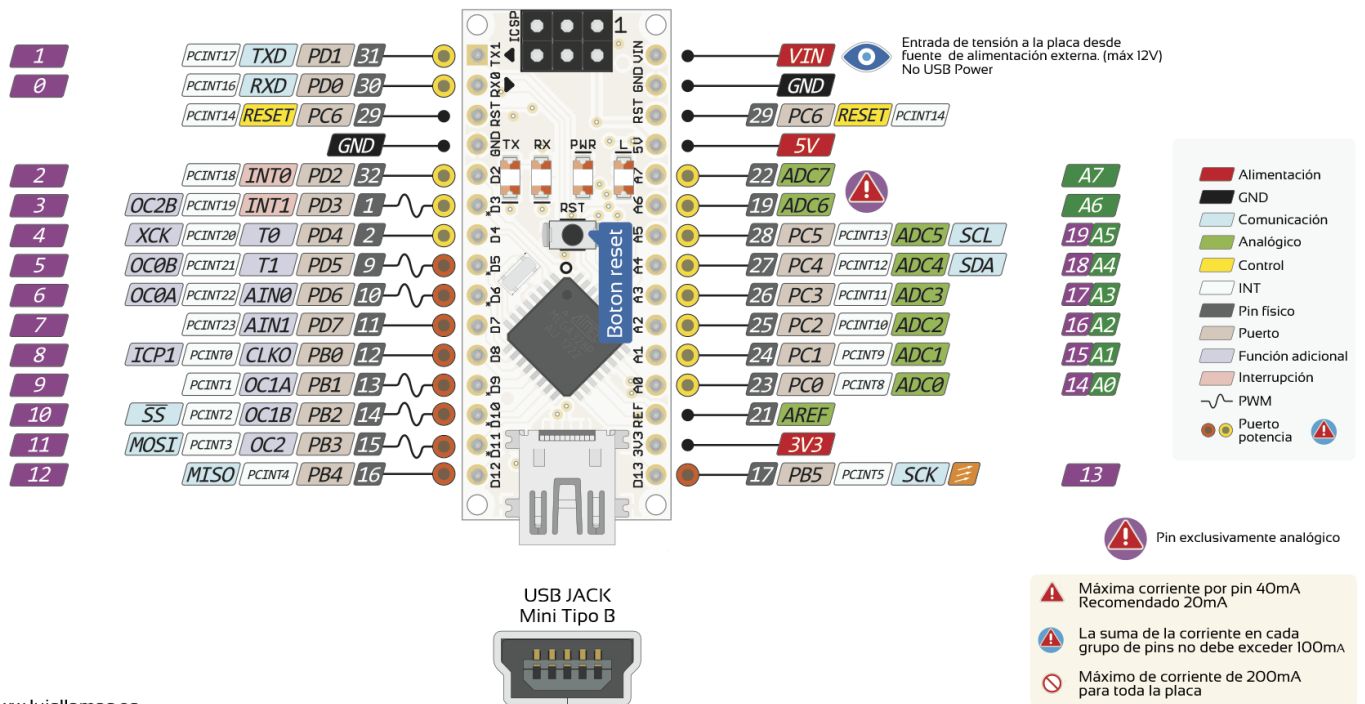 ICSP
1
1 PCINT17 TXD PD1 31 TX1 VIN VIN
Entrada de tensión a la placa desde
fuente de alimentación externa. (máx 12V)
No USB Power
0 PCINT16 RXD PD0 30 RX0 GND GND
PCINT14 RESET PC6 29 RST RST 29 PC6 RESET PCINT14
GND GND 5V 5V
TX RX PWR L
2 PCINT18 INT0 PD2 32 D2 A7 22 ADC7 A7
3 OC2B PCINT19 INT1 PD3 1 *D3 A6 19 ADC6 A6
RST
4 XCK PCINT20 T0 PD4 2 D4 A5 28 PC5 PCINT13 ADC5 SCL 19 A5
5 OC0B PCINT21 T1 PD5 9 *D5 A4 27 PC4 PCINT12 ADC4 SDA 18 A4
6 OC0A PCINT22 AIN0 PD6 10 *D6 A3 26 PC3 PCINT11 ADC3 17 A3
Boton reset
7 PCINT23 AIN1 PD7 11 D7 A2 25 PC2 PCINT10 ADC2 16 A2
8 ICP1 PCINT0 CLKO PB0 12 D8 A1 24 PC1 PCINT9 ADC1 15 A1
9 PCINT1 OC1A PB1 13 *D9 A0 23 PC0 PCINT8 ADC0 14 A0
10 SS PCINT2 OC1B PB2 14 *D10 REF 21 AREF
11 MOSI PCINT3 OC2 PB3 15 *D11 3V3 3V3
12 MISO PCINT4 PB4 16 D12 D13 17 PB5 PCINT5 SCK 13
Alimentación
GND
Comunicación
Analógico
Control
INT
Pin físico
Puerto
Función adicional
Interrupción
PWM
Puerto
potencia
Pin exclusivamente analógico
USB JACK
Mini Tipo B
Máxima corriente por pin 40mA
Recomendado 20mA
La suma de la corriente en cada
grupo de pins no debe exceder 100mA
Máximo de corriente de 200mA
para toda la placa